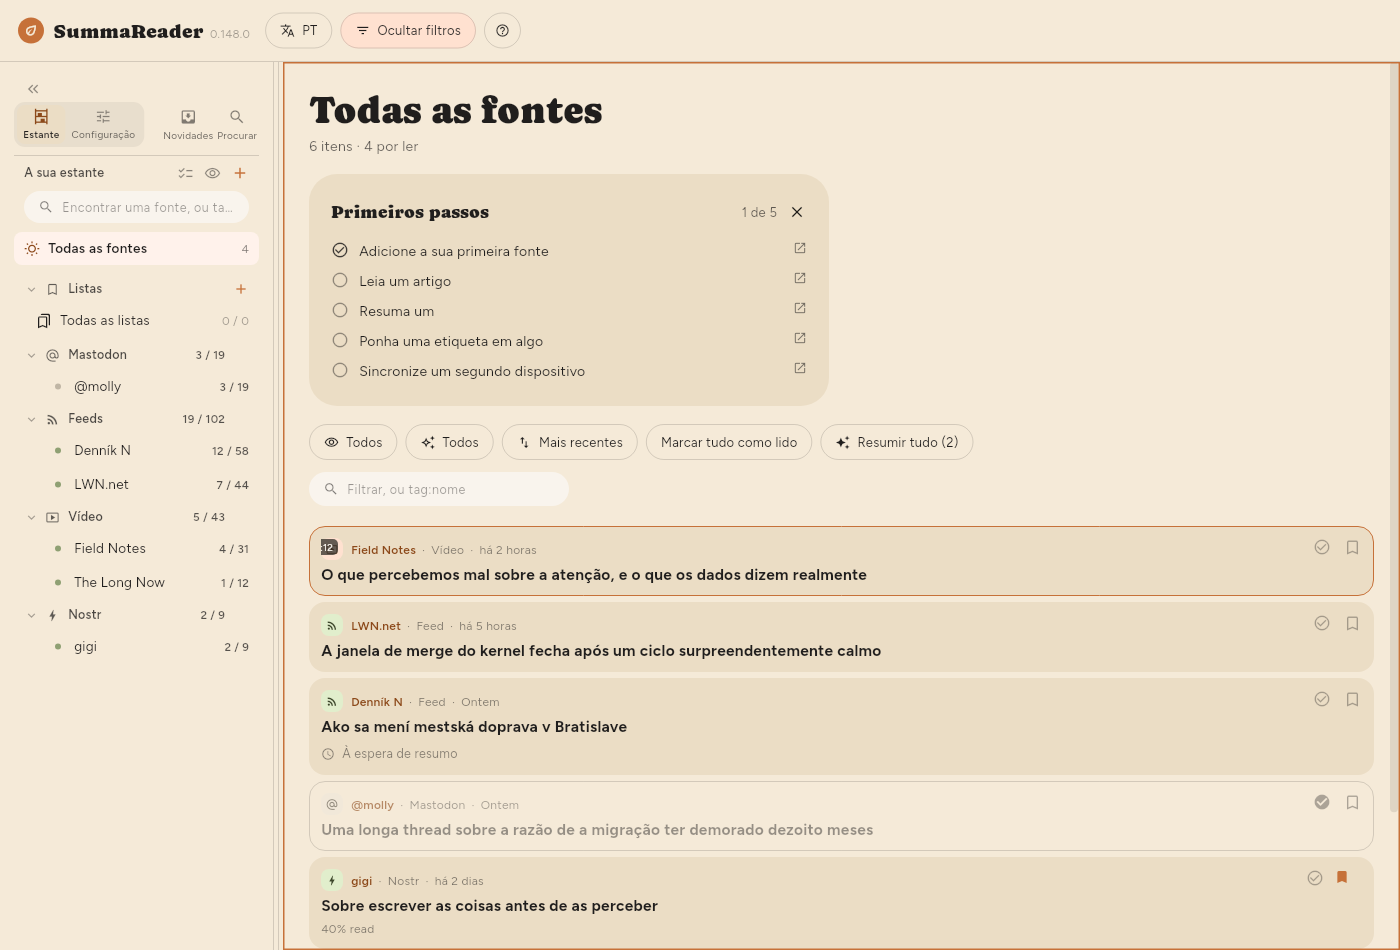 SummaReader 0.148.0 PT Ocultar filtros
Estante Configuração Novidades Procurar
A sua estante
Encontrar uma fonte, ou ta...
Todas as fontes 4
Listas
Todas as listas 0 / 0
Mastodon 3 / 19
@molly 3 / 19
Feeds 19 / 102
Denník N 12 / 58
LWN.net 7 / 44
Vídeo 5 / 43
Field Notes 4 / 31
The Long Now 1 / 12
Nostr 2 / 9
gigi 2 / 9
Todas as fontes
6 itens · 4 por ler
Primeiros passos 1 de 5
Adicione a sua primeira fonte
Leia um artigo
Resuma um
Ponha uma etiqueta em algo
Sincronize um segundo dispositivo
Todos Todos Mais recentes Marcar tudo como lido Resumir tudo (2)
Filtrar, ou tag:nome
:12 Field Notes · Vídeo · há 2 horas
O que percebemos mal sobre a atenção, e o que os dados dizem realmente
LWN.net · Feed · há 5 horas
A janela de merge do kernel fecha após um ciclo surpreendentemente calmo
Denník N · Feed · Ontem
Ako sa mení mestská doprava v Bratislave
À espera de resumo
@molly · Mastodon · Ontem
Uma longa thread sobre a razão de a migração ter demorado dezoito meses
gigi · Nostr · há 2 dias
Sobre escrever as coisas antes de as perceber
40% read